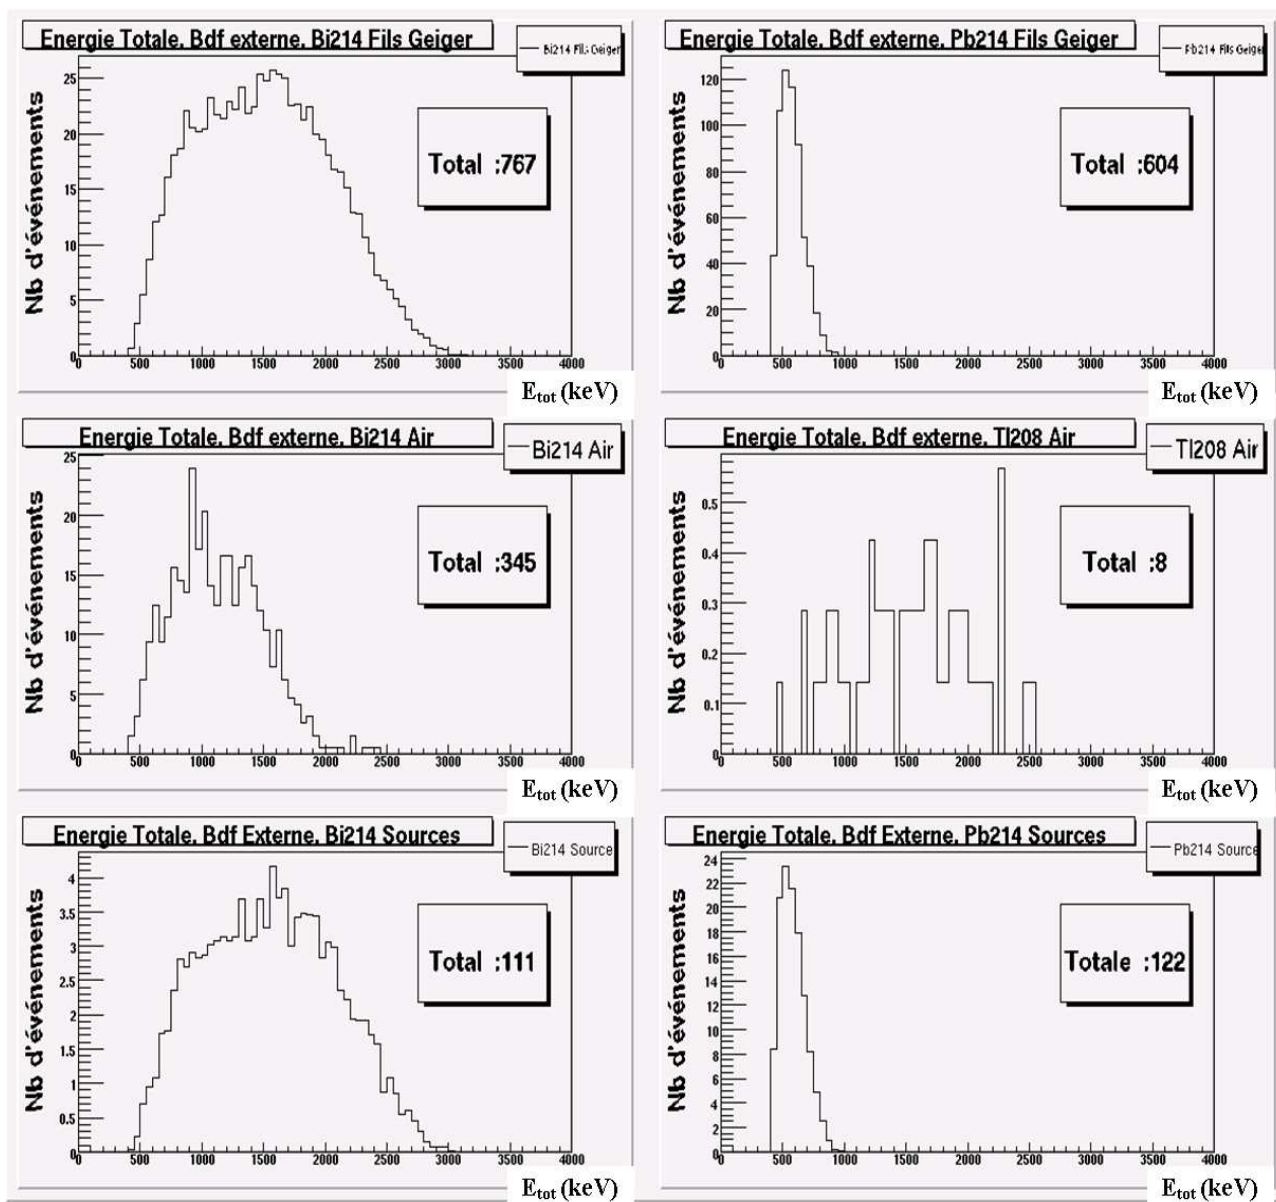 Energie Totale. Bdf externe. Bi214 Fils Geiger
Bi214 Fils Geiger
Nb d'événements
25
20
15
10
5
0
Total :767
0 500 1000 1500 2000 2500 3000 3500 4000
E_tot (keV)
Energie Totale. Bdf externe. Pb214 Fils Geiger
Pb214 Fils Geiger
Nb d'événements
120
100
80
60
40
20
0
Total :604
0 500 1000 1500 2000 2500 3000 3500 4000
E_tot (keV)
Energie Totale. Bdf externe. Bi214 Air
Bi214 Air
Nb d'événements
25
20
15
10
5
0
Total :345
0 500 1000 1500 2000 2500 3000 3500 4000
E_tot (keV)
Energie Totale. Bdf externe. Tl208 Air
Tl208 Air
Nb d'événements
0.5
0.4
0.3
0.2
0.1
0
Total :8
0 500 1000 1500 2000 2500 3000 3500 4000
E_tot (keV)
Energie Totale. Bdf Externe. Bi214 Sources
Bi214 Source
Nb d'événements
4
3.5
3
2.5
2
1.5
1
0.5
0
Total :111
0 500 1000 1500 2000 2500 3000 3500 4000
E_tot (keV)
Energie Totale. Bdf Externe. Pb214 Sources
Pb214 Source
Nb d'événements
24
22
20
18
16
14
12
10
8
6
4
2
0
Totale :122
0 500 1000 1500 2000 2500 3000 3500 4000
E_tot (keV)